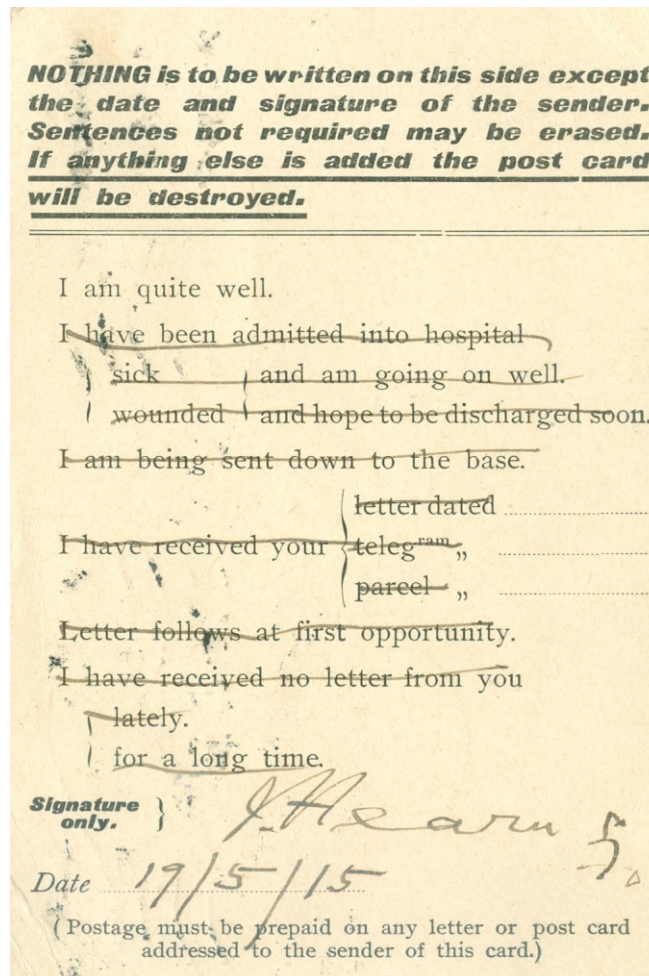 NOTHING is to be written on this side except
the date and signature of the sender.
Sentences not required may be erased.
If anything else is added the post card
will be destroyed.
I am quite well.
I have been admitted into hospital
sick } and am going on well.
wounded } and hope to be discharged soon.
I am being sent down to the base.
letter dated
I have received your { telegram „
parcel „
Letter follows at first opportunity.
I have received no letter from you
lately.
for a long time.
Signature only. } J. Hearn
Date 19/5/15
(Postage must be prepaid on any letter or post card
addressed to the sender of this card.)